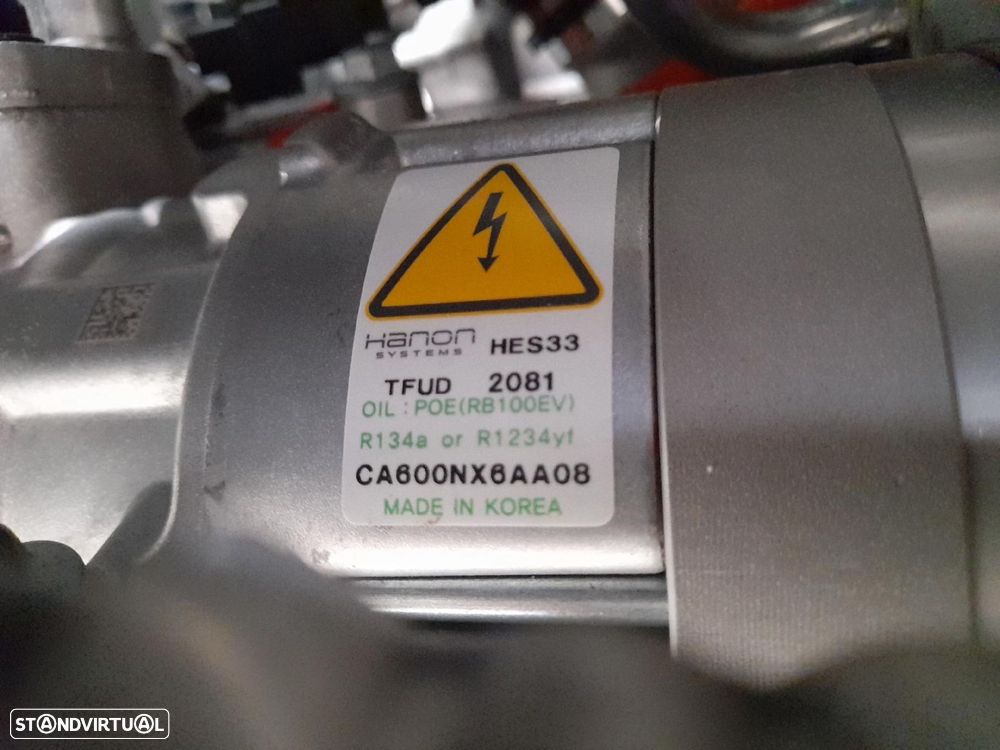 Hanon
SYSTEMS
HES33
TFUD 2081
OIL : POE(RB100EV)
R134a or R1234yf
CA600NX6AA08
MADE IN KOREA
STANDVIRTUAL